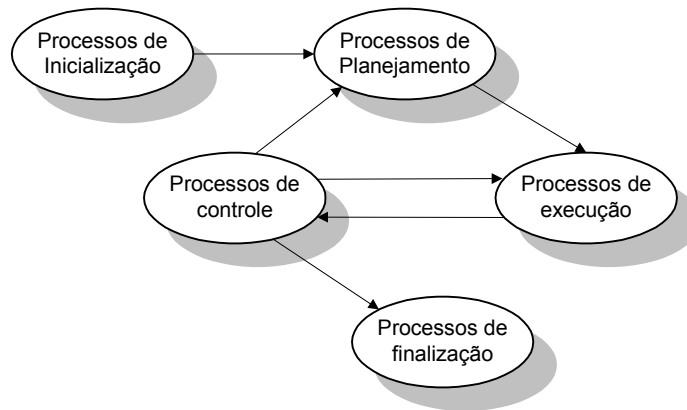 Processos de
Inicialização
Processos de
Planejamento
Processos de
controle
Processos de
execução
Processos de
finalização